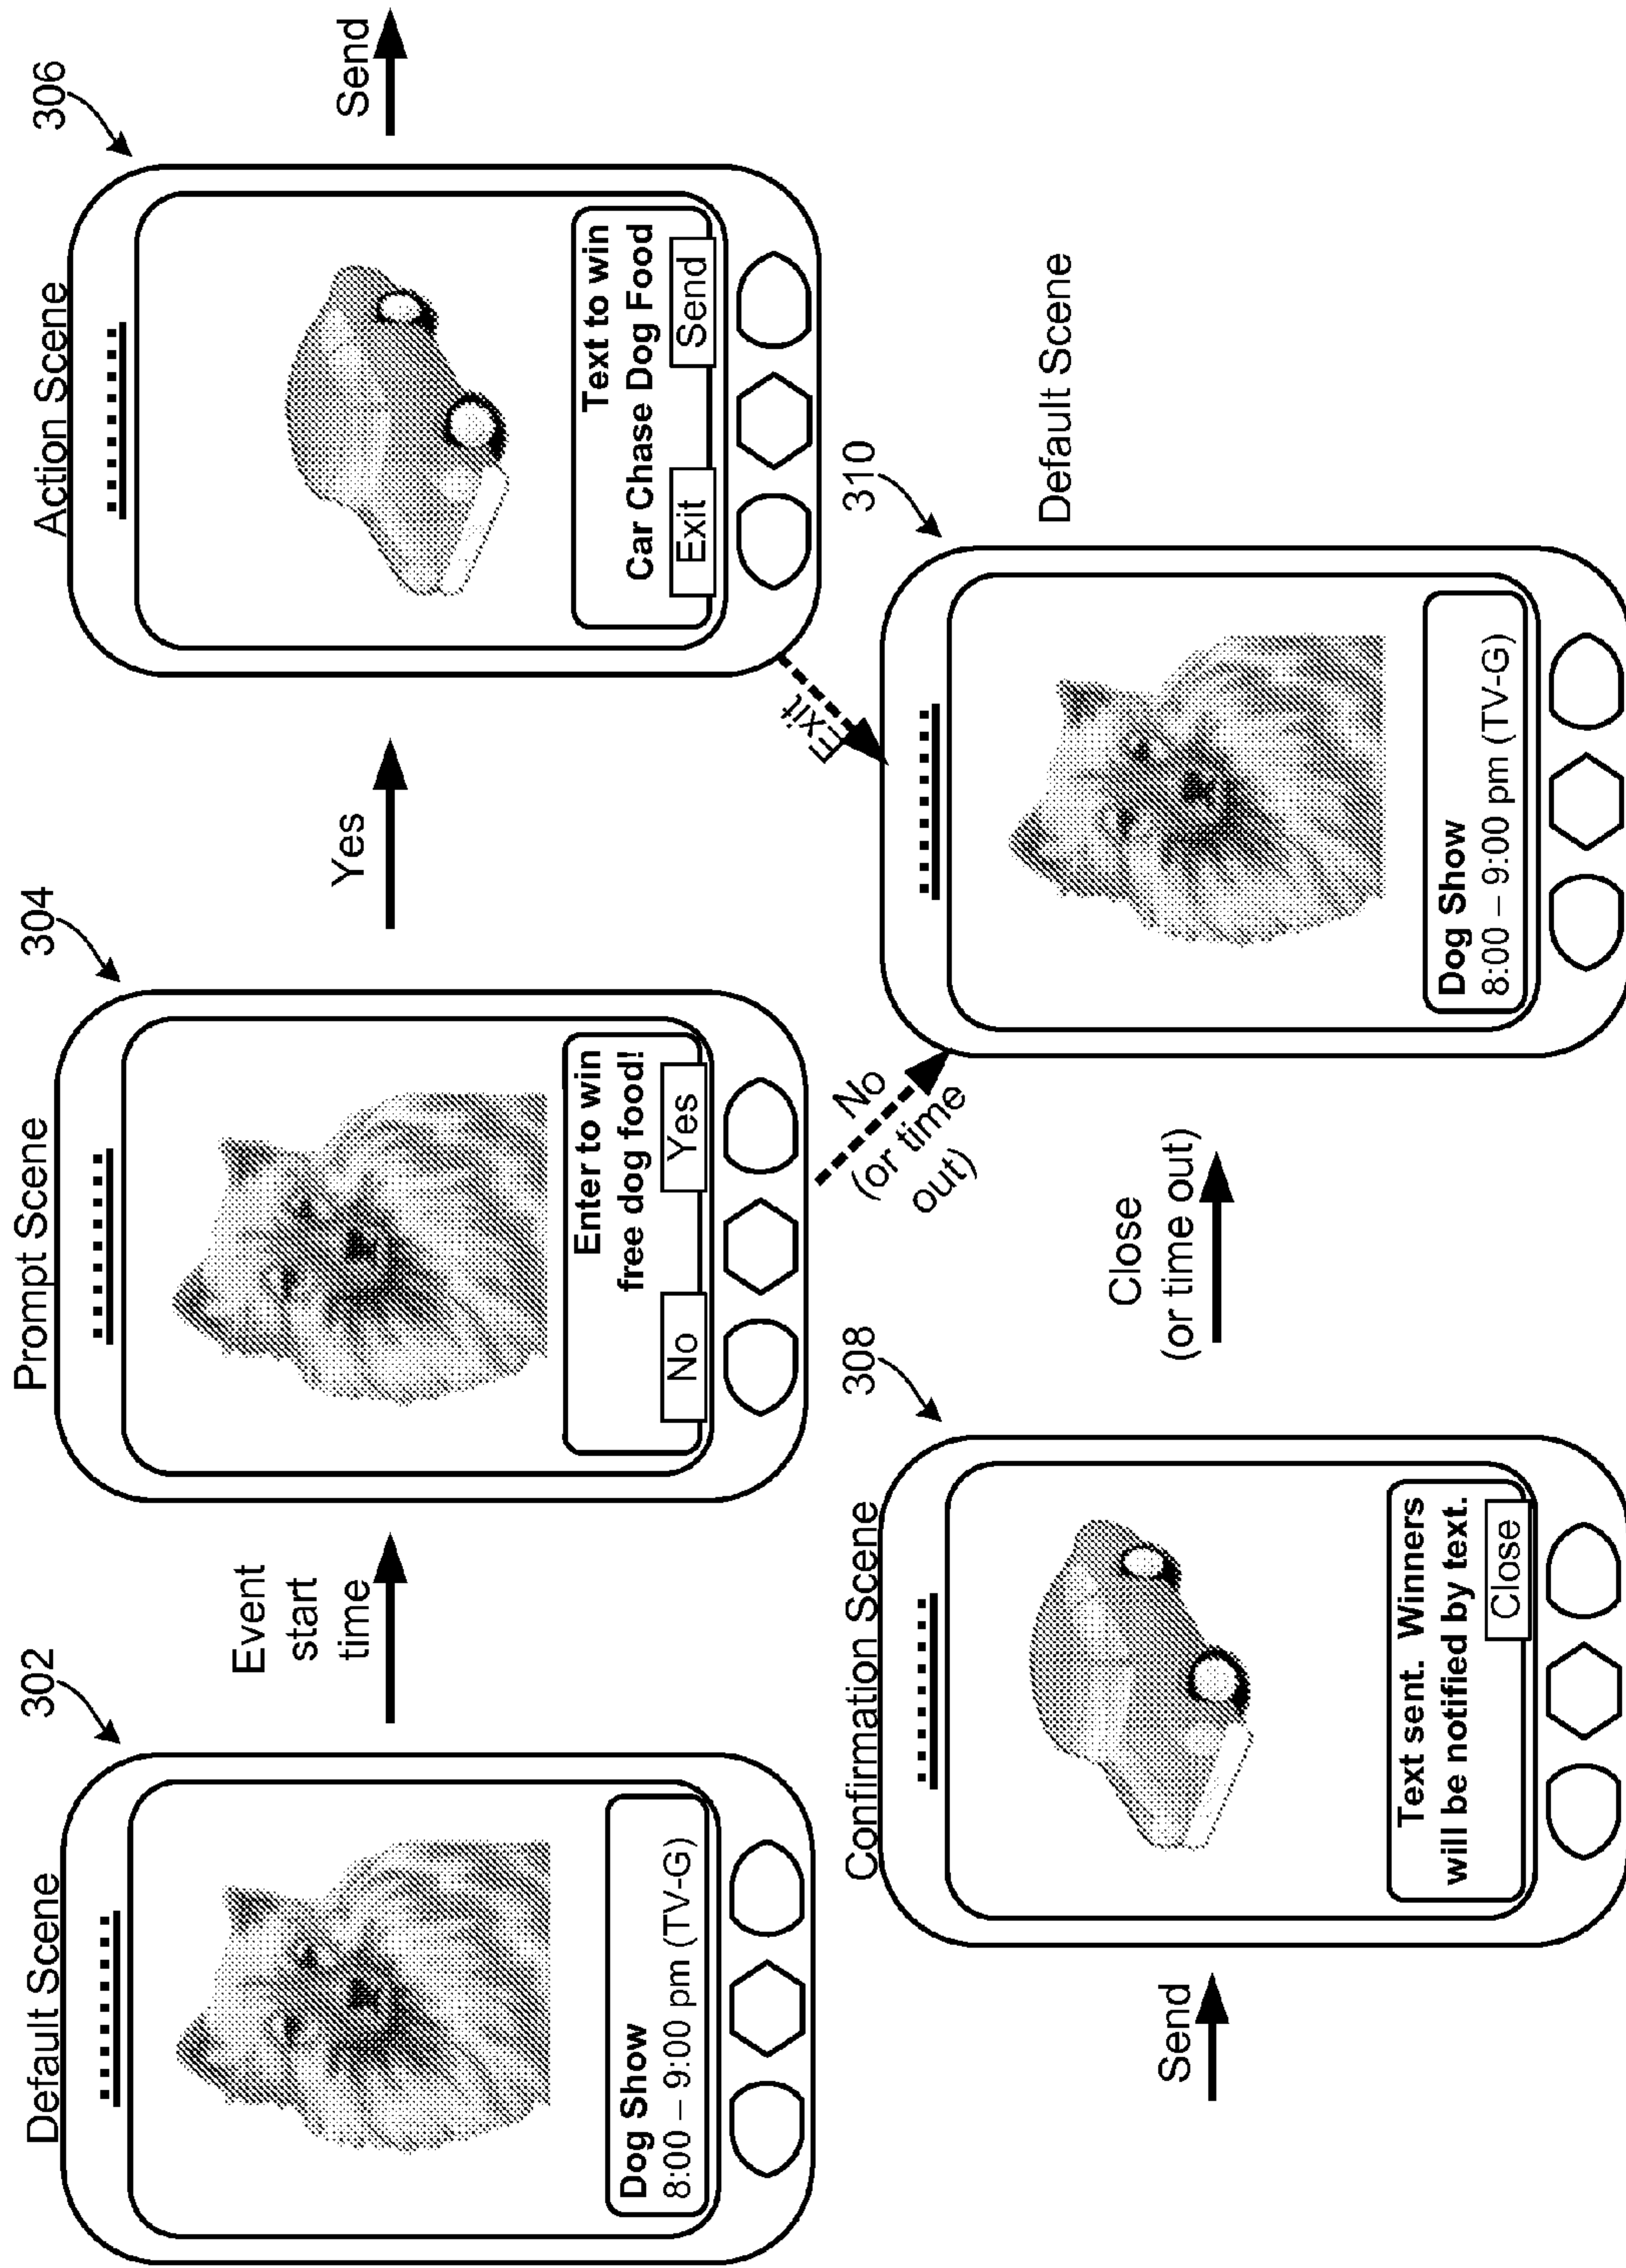 Default Scene
302
Dog Show
8:00 – 9:00 pm (TV-G)
Event
start
time
Prompt Scene
304
Enter to win
free dog food!
No
Yes
Yes
No
(or time
out)
Action Scene
306
Text to win
Car Chase Dog Food
Exit
Send
Send
Exit
Send
Confirmation Scene
308
Text sent. Winners
will be notified by text.
Close
Close
(or time out)
310
Default Scene
Dog Show
8:00 – 9:00 pm (TV-G)